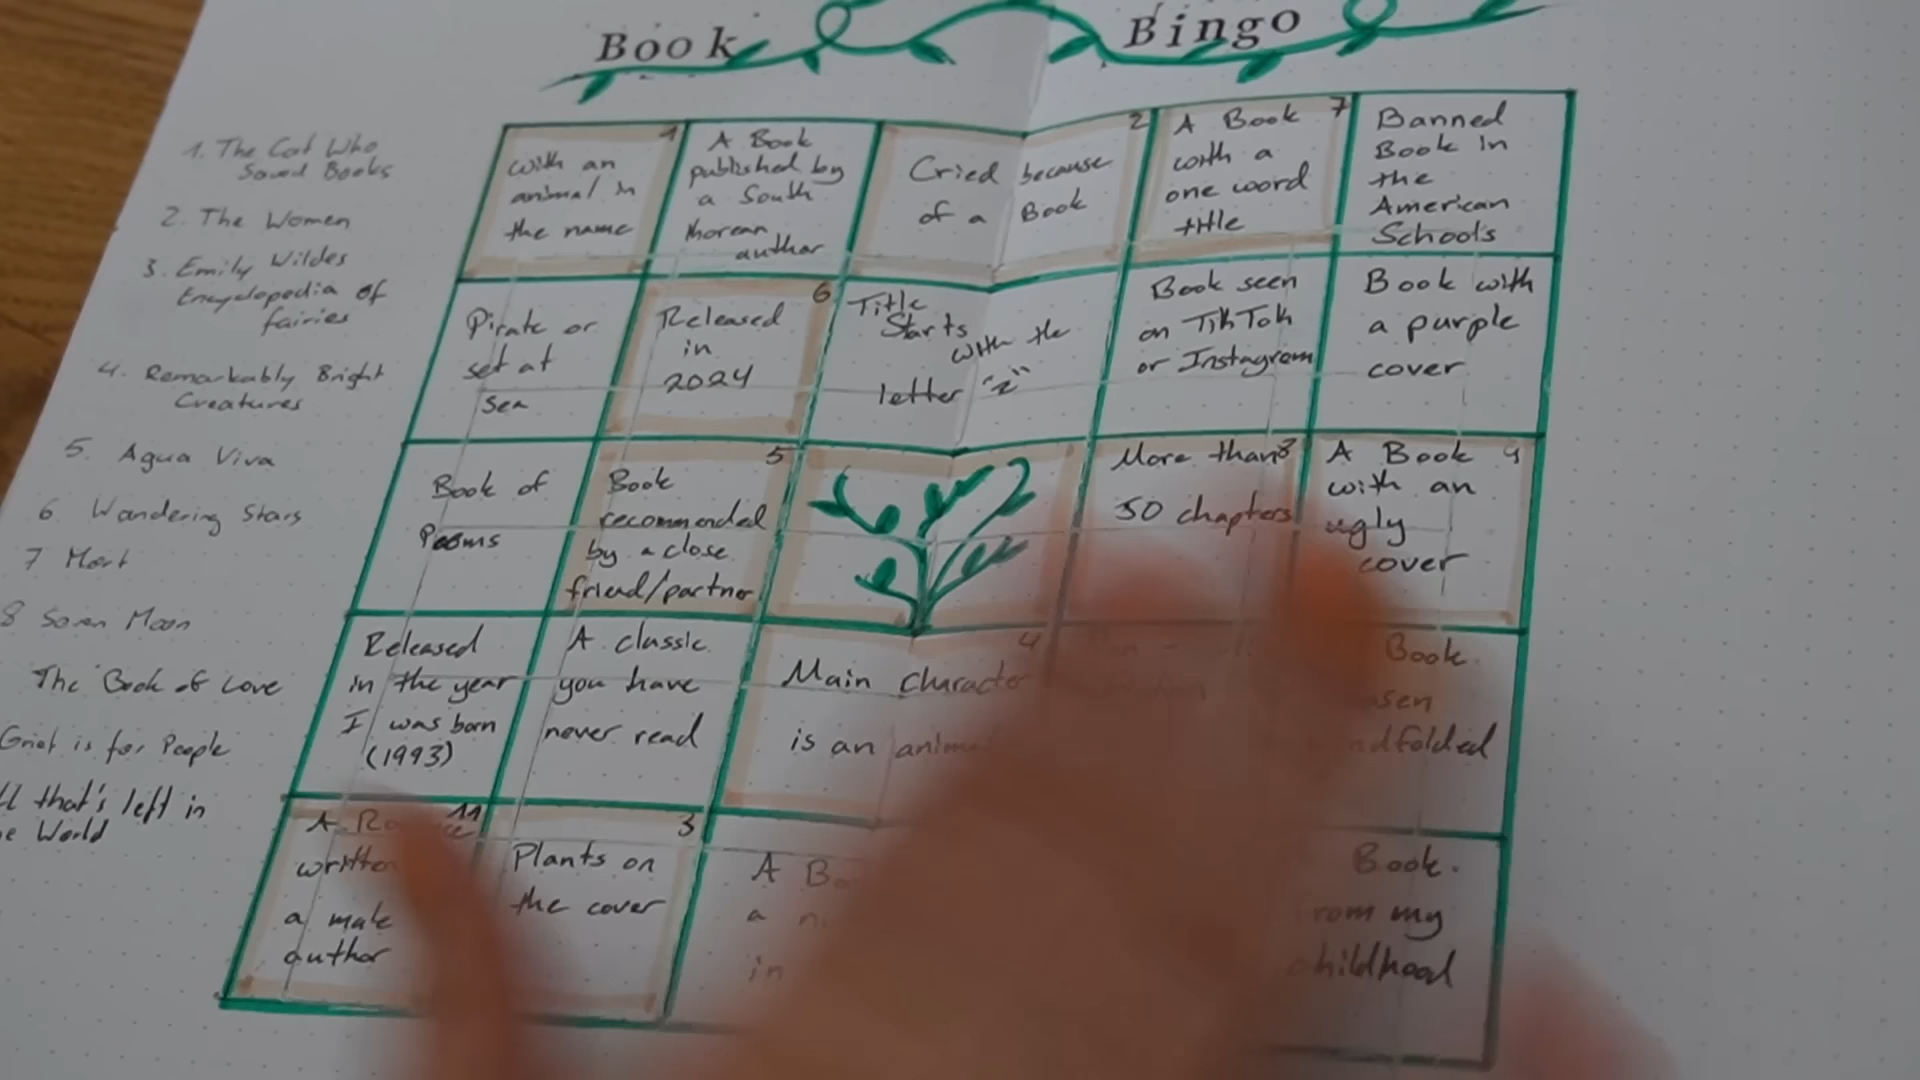 Book Bingo
1. The Cat Who
Saved Books
2. The Women
3. Emily Wildes
Encyclopedia of
fairies
4. Remarkably Bright
Creatures
5. Agua Viva
6 Wandering Stars
7 Mort
8 Seven Moon
The Book of Love
Grief is for People
that's left in
World
1
with an
animal in
the name
A Book
published by
a South
Korean
author
2
Cried because
of a Book
7
A Book
with a
one word
title
Banned
Book in
the
American
Schools
Pirate or
set at
sea
6
Released
in
2024
Title
Starts
with the
letter "z"
Book seen
on TikTok
or Instagram
Book with
a purple
cover
Book of
Poems
5
Book
recommended
by a close
friend/partner
More than 8
50 chapters
A Book 9
with an
ugly
cover
Released
in the year
I was born
(1993)
A classic
you have
never read
4
Main character
is an
Book
11
A
written
a male
author
3
Plants on
the cover
A
a
in
Book
from my
childhood